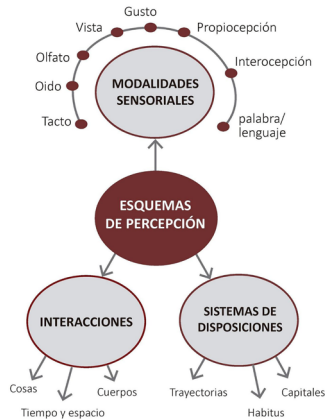 Gusto
Vista
Propiocepción
Olfato
Interocepción
MODALIDADES
SENSORIALES
Oido
Tacto
palabra/
lenguaje
ESQUEMAS
DE PERCEPCIÓN
INTERACCIONES
SISTEMAS DE
DISPOSICIONES
Cosas
Tiempo y espacio
Cuerpos
Trayectorias
Habitus
Capitales